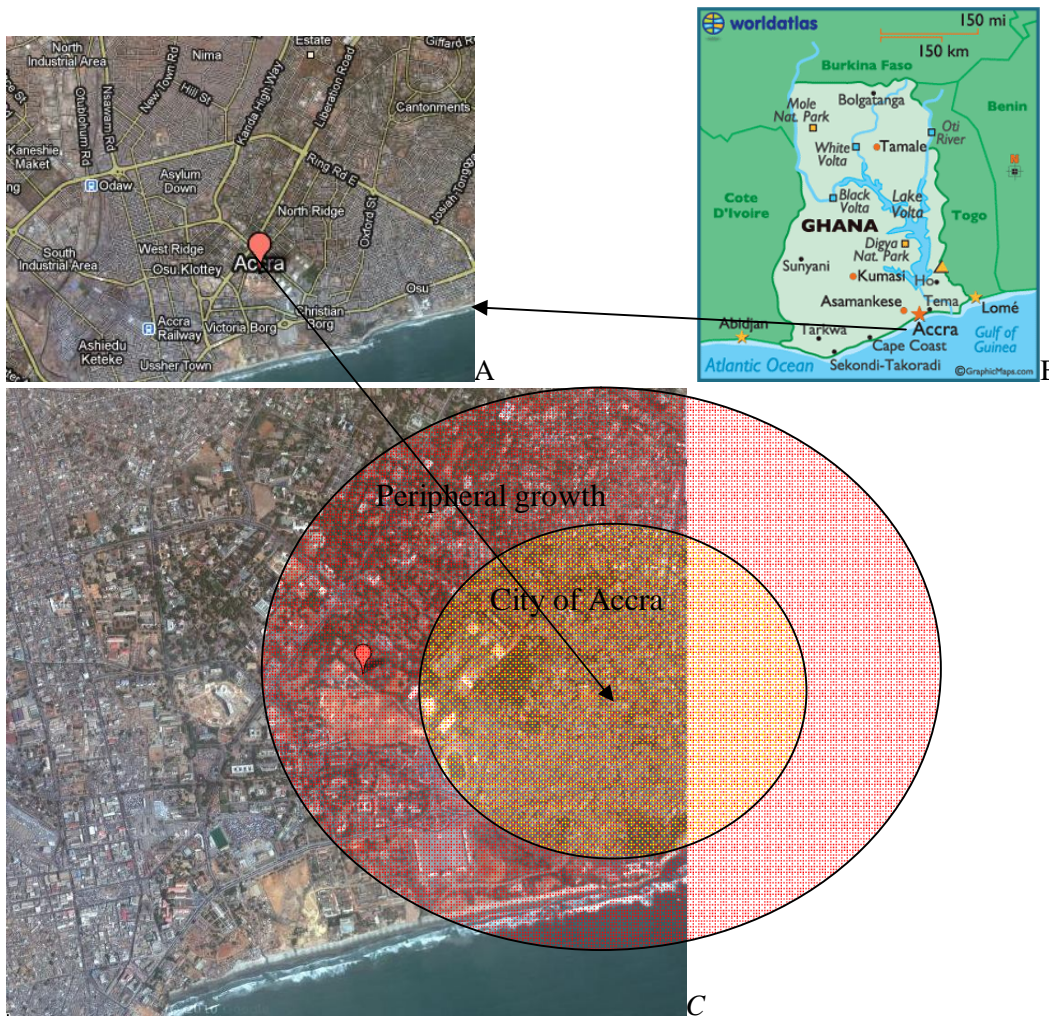 North
Industrial Area
Nima
Estate
Giffard R
New Town Rd
Hill St
Kanda High Way
Liberation Road
Cantonments
Otublohum Rd
Nsawam Rd
Kaneshie
Maket
ng
Ring Rd E
Odaw
Asylum
Down
Josiah Tongo
North Ridge
Oxford St
South
Industrial Area
West Ridge
Osu Klottey
Accra
Osu
Christian
Borg
Accra
Railway
Victoria Borg
Ashiedu
Keteke
Ussher Town
A
worldatlas
150 mi
150 km
Burkina Faso
Bolgatanga
Benin
Mole
Nat. Park
Oti
River
White
Volta
Tamale
N
Cote
D'Ivoire
Black
Volta
Lake
Volta
Togo
GHANA
Digya
Nat. Park
Sunyani
Kumasi
Ho
Asamankese
Tema
Lomé
Abidjan
Tarkwa
Accra
Gulf of
Guinea
Cape Coast
Atlantic Ocean
Sekondi-Takoradi
©GraphicMaps.com
Peripheral growth
City of Accra
C